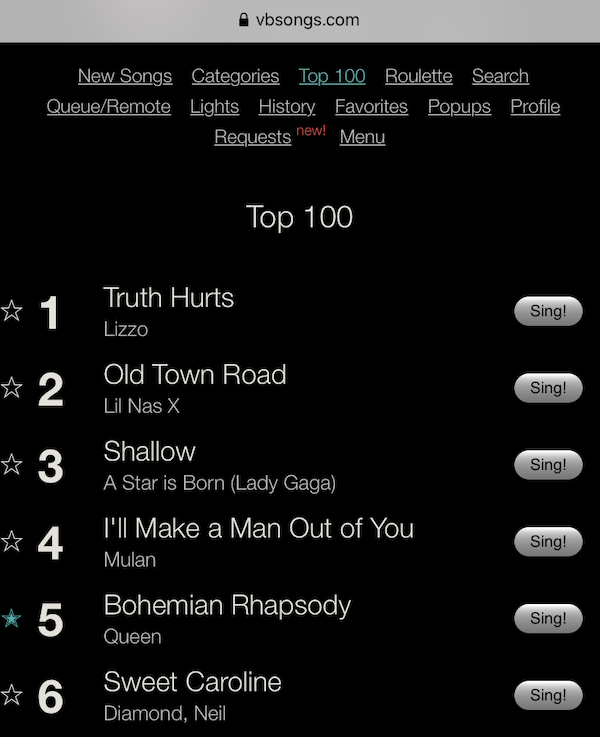 vbsongs.com
New Songs Categories Top 100 Roulette Search
Queue/Remote Lights History Favorites Popups Profile
Requests new! Menu
Top 100
1 Truth Hurts Sing!
Lizzo
2 Old Town Road Sing!
Lil Nas X
3 Shallow Sing!
A Star is Born (Lady Gaga)
4 I'll Make a Man Out of You Sing!
Mulan
5 Bohemian Rhapsody Sing!
Queen
6 Sweet Caroline Sing!
Diamond, Neil